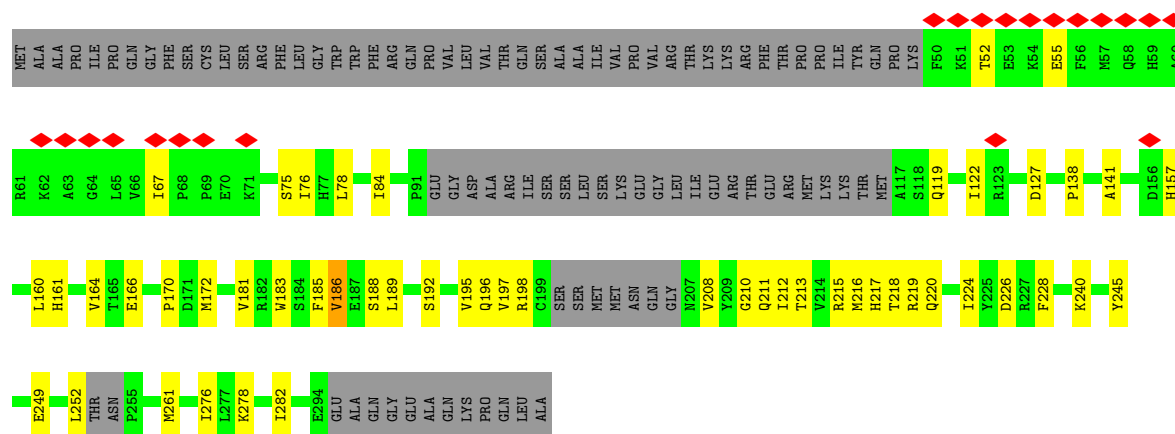 MET ALA ALA PRO ILE PRO GLN GLY PHE SER CYS LEU SER ARG PHE LEU GLY TRP TRP PHE ARG GLN PRO VAL LEU VAL THR GLN SER ALA ALA ILE VAL PRO VAL ARG THR LYS LYS ARG PHE THR PRO PRO ILE TYR GLN PRO LYS F50 K51 T52 E53 K54 E55 F56 M57 Q58 H59
R61 K62 A63 G64 L65 V66 I67 P68 P69 E70 K71 S75 I76 H77 L78 I84 P91 GLU GLY ASP ALA ARG ILE SER SER LEU SER LYS GLU GLY LEU ILE GLU ARG THR GLU ARG MET LYS LYS THR MET A117 S118 Q119 I122 R123 D127 P138 A141 D156 H157
L160 H161 V164 T165 E166 P170 D171 M172 V181 R182 W183 S184 F185 V186 E187 S188 L189 S192 V195 Q196 V197 R198 C199 SER SER MET MET ASN GLN GLY N207 V208 Y209 G210 Q211 I212 T213 V214 R215 M216 H217 T218 R219 Q220 I224 Y225 D226 R227 F228 K240 Y245
E249 L252 THR ASN P255 M261 I276 L277 K278 I282 E294 GLU ALA GLN GLY GLU ALA GLN LYS PRO GLN LEU ALA